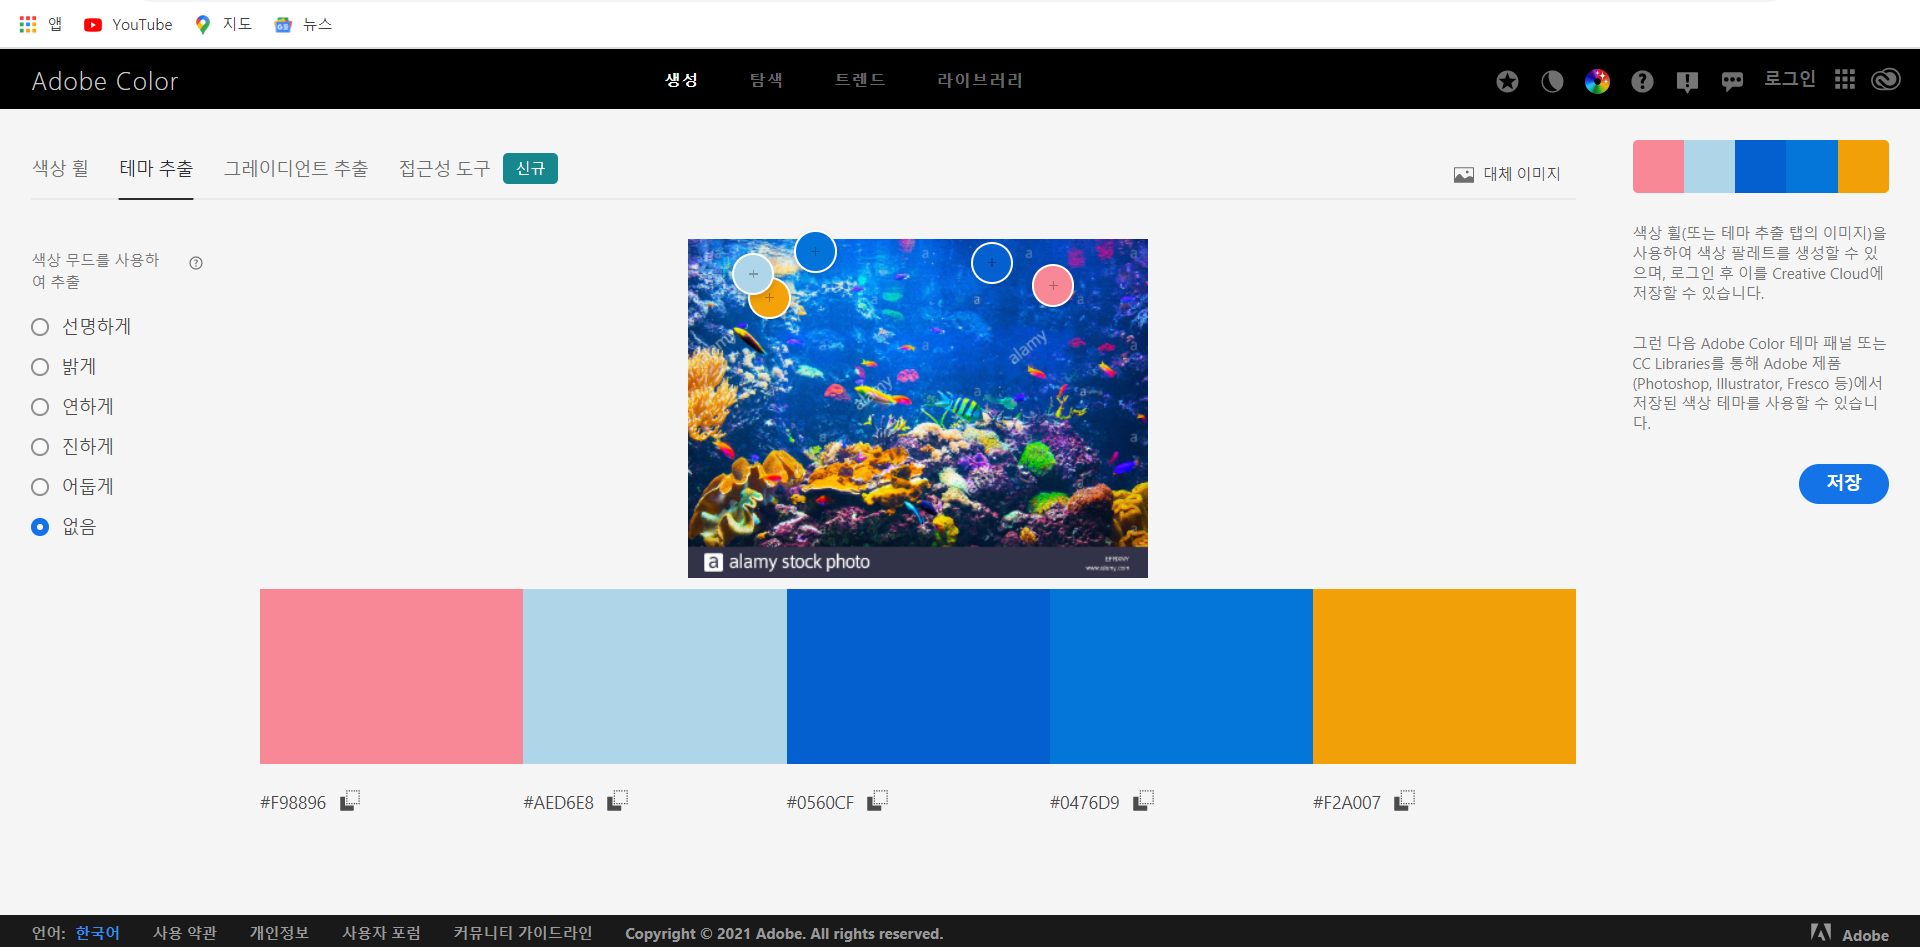 앱 YouTube 지도 뉴스
Adobe Color 생성 탐색 트렌드 라이브러리 로그인
색상 휠 테마 추출 그레이디언트 추출 접근성 도구 신규
대체 이미지
색상 무드를 사용하
여 추출
선명하게
밝게
연하게
진하게
어둡게
없음
alamy
alamy
alamy
a alamy stock photo
www.alamy.com
#F98896 #AED6E8 #0560CF #0476D9 #F2A007
색상 휠(또는 테마 추출 탭의 이미지)을
사용하여 색상 팔레트를 생성할 수 있
으며, 로그인 후 이를 Creative Cloud에
저장할 수 있습니다.
그런 다음 Adobe Color 테마 패널 또는
CC Libraries를 통해 Adobe 제품
(Photoshop, Illustrator, Fresco 등)에서
저장된 색상 테마를 사용할 수 있습니
다.
저장
언어: 한국어 사용 약관 개인정보 사용자 포럼 커뮤니티 가이드라인 Copyright © 2021 Adobe. All rights reserved. Adobe